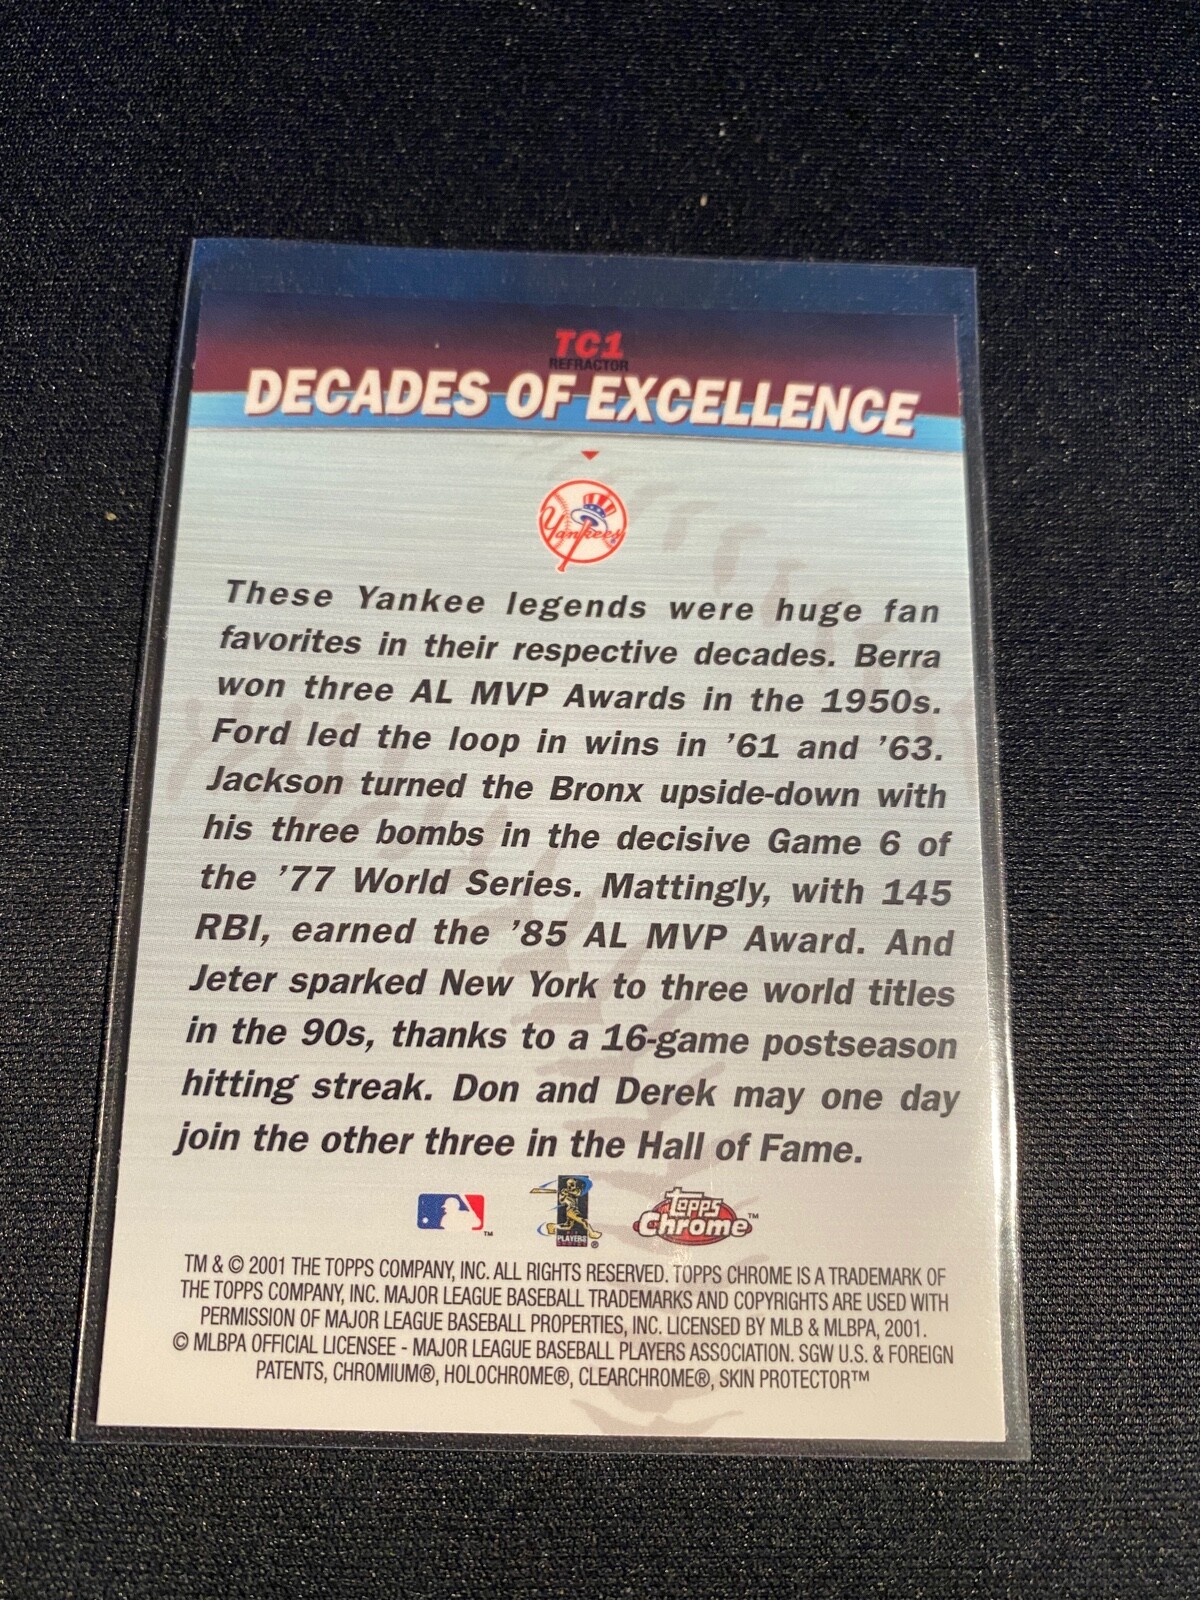 TC1
REFRACTOR
DECADES OF EXCELLENCE
Yankees
These Yankee legends were huge fan
favorites in their respective decades. Berra
won three AL MVP Awards in the 1950s.
Ford led the loop in wins in ’61 and ’63.
Jackson turned the Bronx upside-down with
his three bombs in the decisive Game 6 of
the ’77 World Series. Mattingly, with 145
RBI, earned the ’85 AL MVP Award. And
Jeter sparked New York to three world titles
in the 90s, thanks to a 16-game postseason
hitting streak. Don and Derek may one day
join the other three in the Hall of Fame.
TM
PLAYERS
®
Topps
Chrome™
TM & © 2001 THE TOPPS COMPANY, INC. ALL RIGHTS RESERVED. TOPPS CHROME IS A TRADEMARK OF
THE TOPPS COMPANY, INC. MAJOR LEAGUE BASEBALL TRADEMARKS AND COPYRIGHTS ARE USED WITH
PERMISSION OF MAJOR LEAGUE BASEBALL PROPERTIES, INC. LICENSED BY MLB & MLBPA, 2001.
© MLBPA OFFICIAL LICENSEE - MAJOR LEAGUE BASEBALL PLAYERS ASSOCIATION. SGW U.S. & FOREIGN
PATENTS, CHROMIUM®, HOLOCHROME®, CLEARCHROME®, SKIN PROTECTOR™